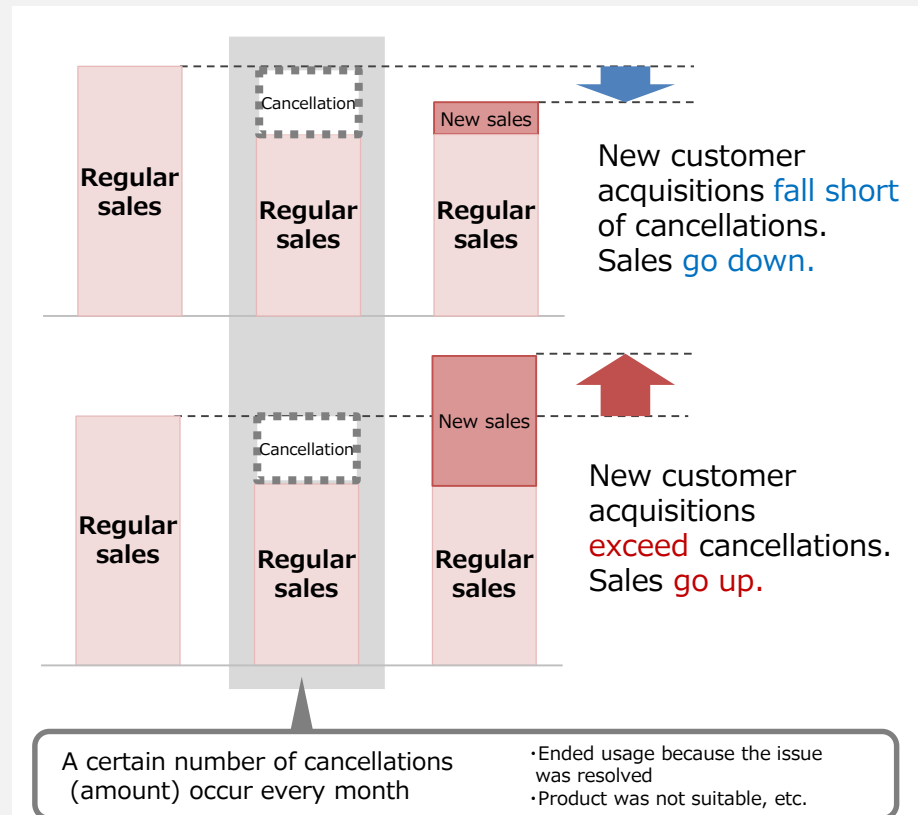 Regular
sales
Cancellation
Regular
sales
New sales
Regular
sales
New customer
acquisitions fall short
of cancellations.
Sales go down.
Regular
sales
Cancellation
Regular
sales
New sales
Regular
sales
New customer
acquisitions
exceed cancellations.
Sales go up.
A certain number of cancellations
(amount) occur every month
・Ended usage because the issue
was resolved
・Product was not suitable, etc.